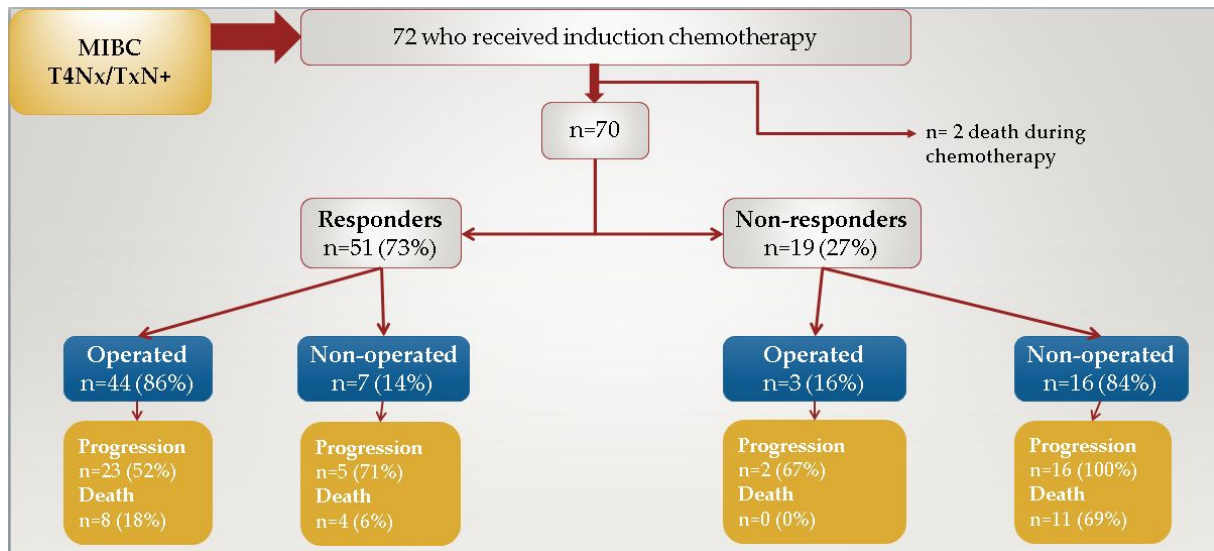 MIBC
T4Nx/TxN+
72 who received induction chemotherapy
n=70
n= 2 death during
chemotherapy
Responders
n=51 (73%)
Non-responders
n=19 (27%)
Operated
n=44 (86%)
Non-operated
n=7 (14%)
Operated
n=3 (16%)
Non-operated
n=16 (84%)
Progression
n=23 (52%)
Death
n=8 (18%)
Progression
n=5 (71%)
Death
n=4 (6%)
Progression
n=2 (67%)
Death
n=0 (0%)
Progression
n=16 (100%)
Death
n=11 (69%)